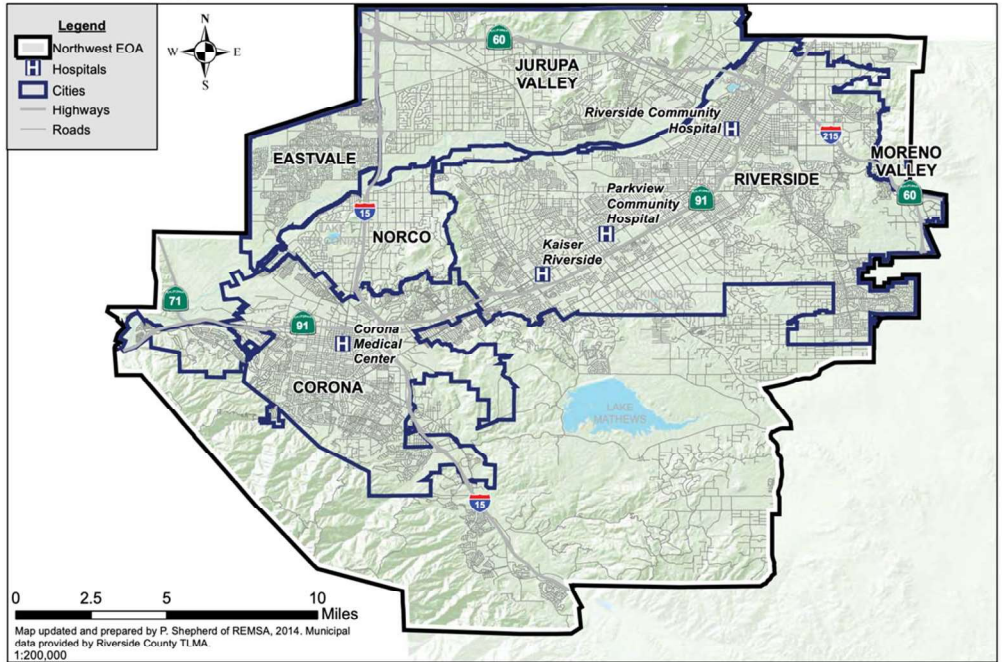 Legend
Northwest EOA
Hospitals
Cities
Highways
Roads
N
W
E
S
60
JURUPA
VALLEY
Riverside Community
Hospital
215
EASTVALE
MORENO
VALLEY
RIVERSIDE
60
Parkview
Community
Hospital
91
15
NORCO
Kaiser
Riverside
71
91
Corona
Medical
Center
CORONA
LAKE
MATHEWS
15
0 2.5 5 10
Miles
Map updated and prepared by P. Shepherd of REMSA, 2014. Municipal
data provided by Riverside County TLMA.
1:200,000